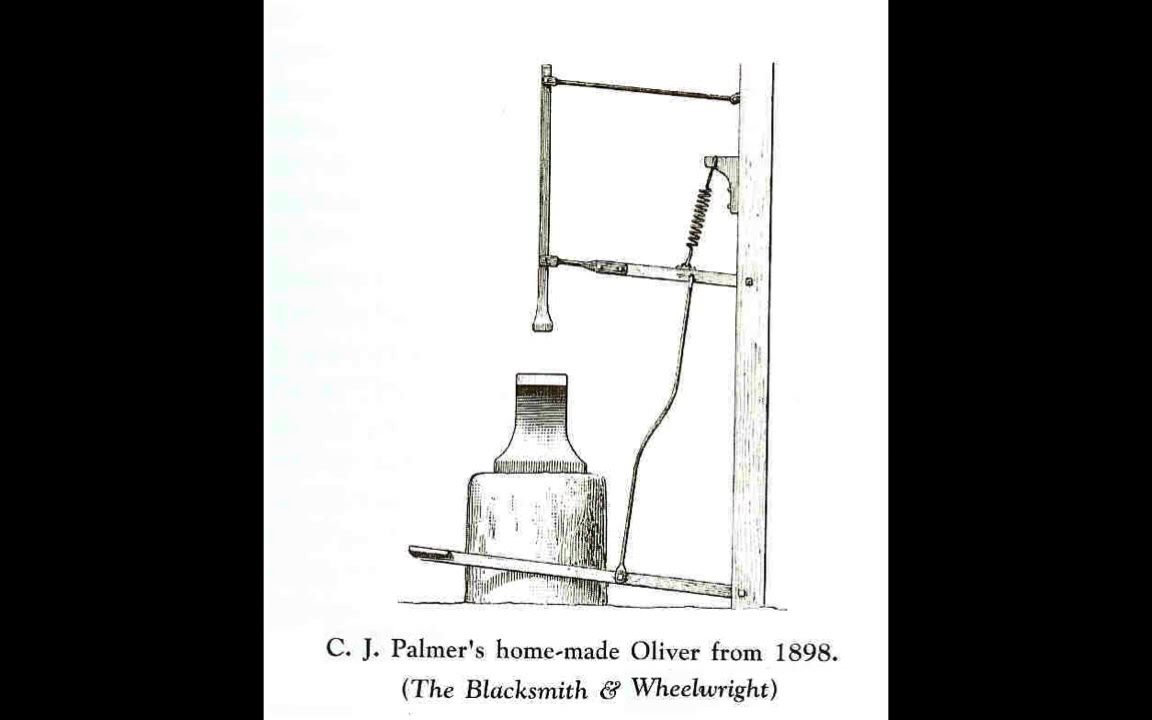 C. J. Palmer's home-made Oliver from 1898.
(The Blacksmith & Wheelwright)